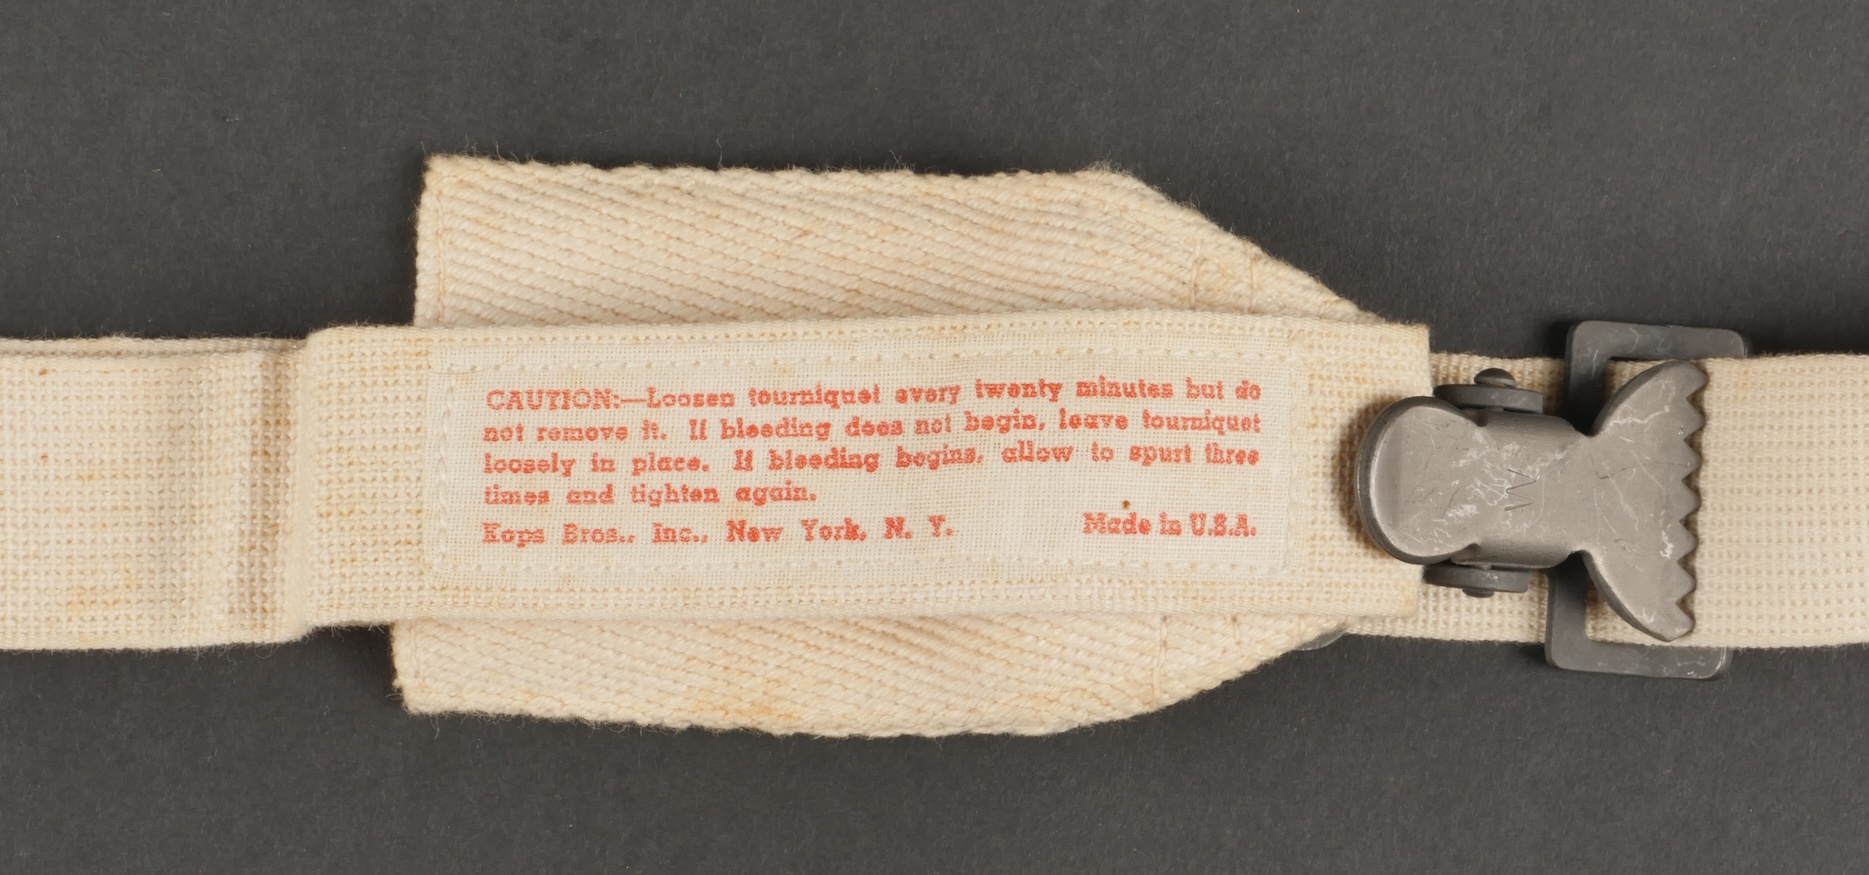 CAUTION:—Loosen tourniquet every twenty minutes but do
not remove it. If bleeding does not begin, leave tourniquet
loosely in place. If bleeding begins, allow to spurt three
times and tighten again.
Kops Bros., Inc., New York, N. Y. Made in U.S.A.